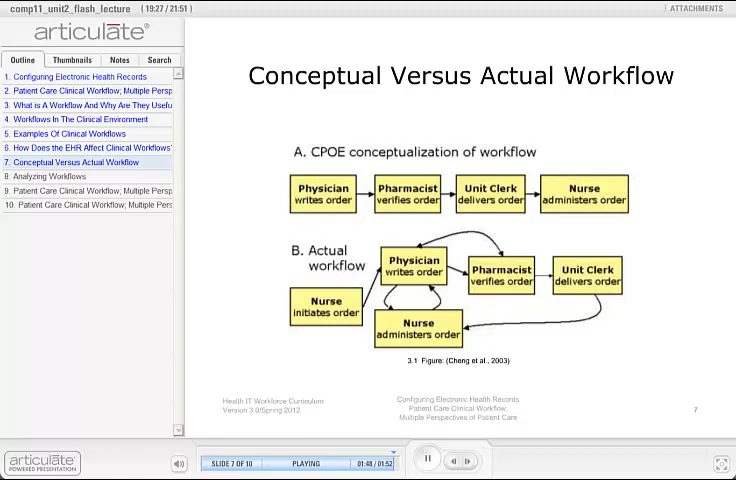 comp11_unit2_flash_lecture ( 19:27 / 21:51 )
ATTACHMENTS
articulate®
Outline Thumbnails Notes Search
1. Configuring Electronic Health Records
2. Patient Care Clinical Workflow; Multiple Persp
3. What is A Workflow And Why Are They Usefu
4. Workflows In The Clinical Environment
5. Examples Of Clinical Workflows
6. How Does the EHR Affect Clinical Workflows?
7. Conceptual Versus Actual Workflow
8. Analyzing Workflows
9. Patient Care Clinical Workflow; Multiple Persp
10. Patient Care Clinical Workflow; Multiple Pers
Conceptual Versus Actual Workflow
A. CPOE conceptualization of workflow
Physician
writes order
Pharmacist
verifies order
Unit Clerk
delivers order
Nurse
administers order
B. Actual
workflow
Physician
writes order
Pharmacist
verifies order
Unit Clerk
delivers order
Nurse
initiates order
Nurse
administers order
3.1 Figure: (Cheng et al., 2003)
Health IT Workforce Curriculum
Version 3.0/Spring 2012
Configuring Electronic Health Records
Patient Care Clinical Workflow;
Multiple Perspectives of Patient Care
7
articulate®
POWERED PRESENTATION
SLIDE 7 OF 10 PLAYING 01:48 / 01:52